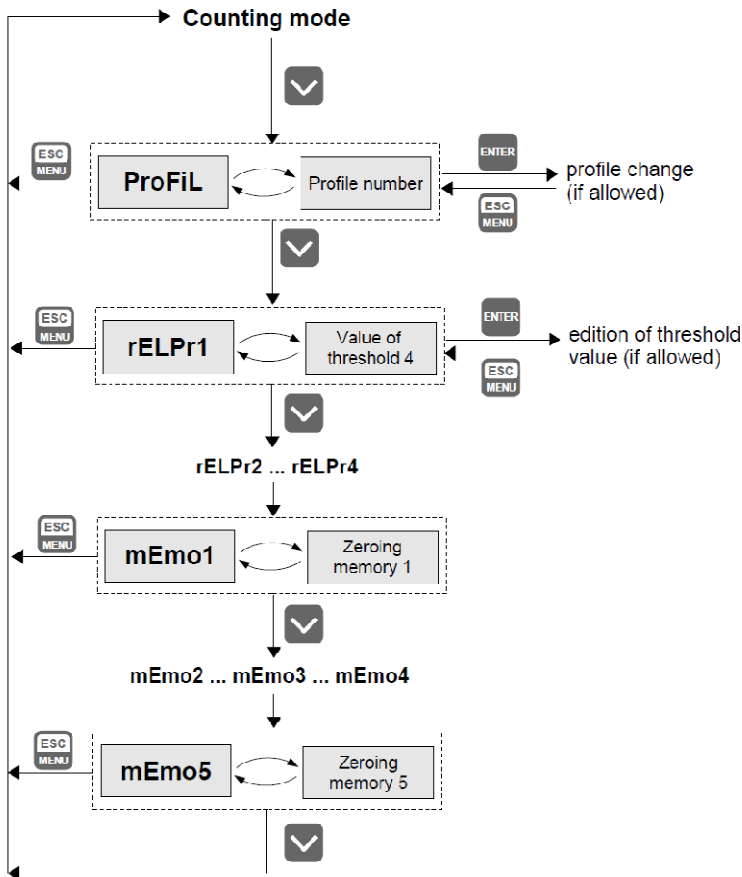 Counting mode
ESC
MENU
ProFiL
Profile number
ENTER
ESC
MENU
profile change
(if allowed)
ESC
MENU
rELPr1
Value of
threshold 4
ENTER
ESC
MENU
edition of threshold
value (if allowed)
rELPr2 ... rELPr4
ESC
MENU
mEmo1
Zeroing
memory 1
mEmo2 ... mEmo3 ... mEmo4
ESC
MENU
mEmo5
Zeroing
memory 5